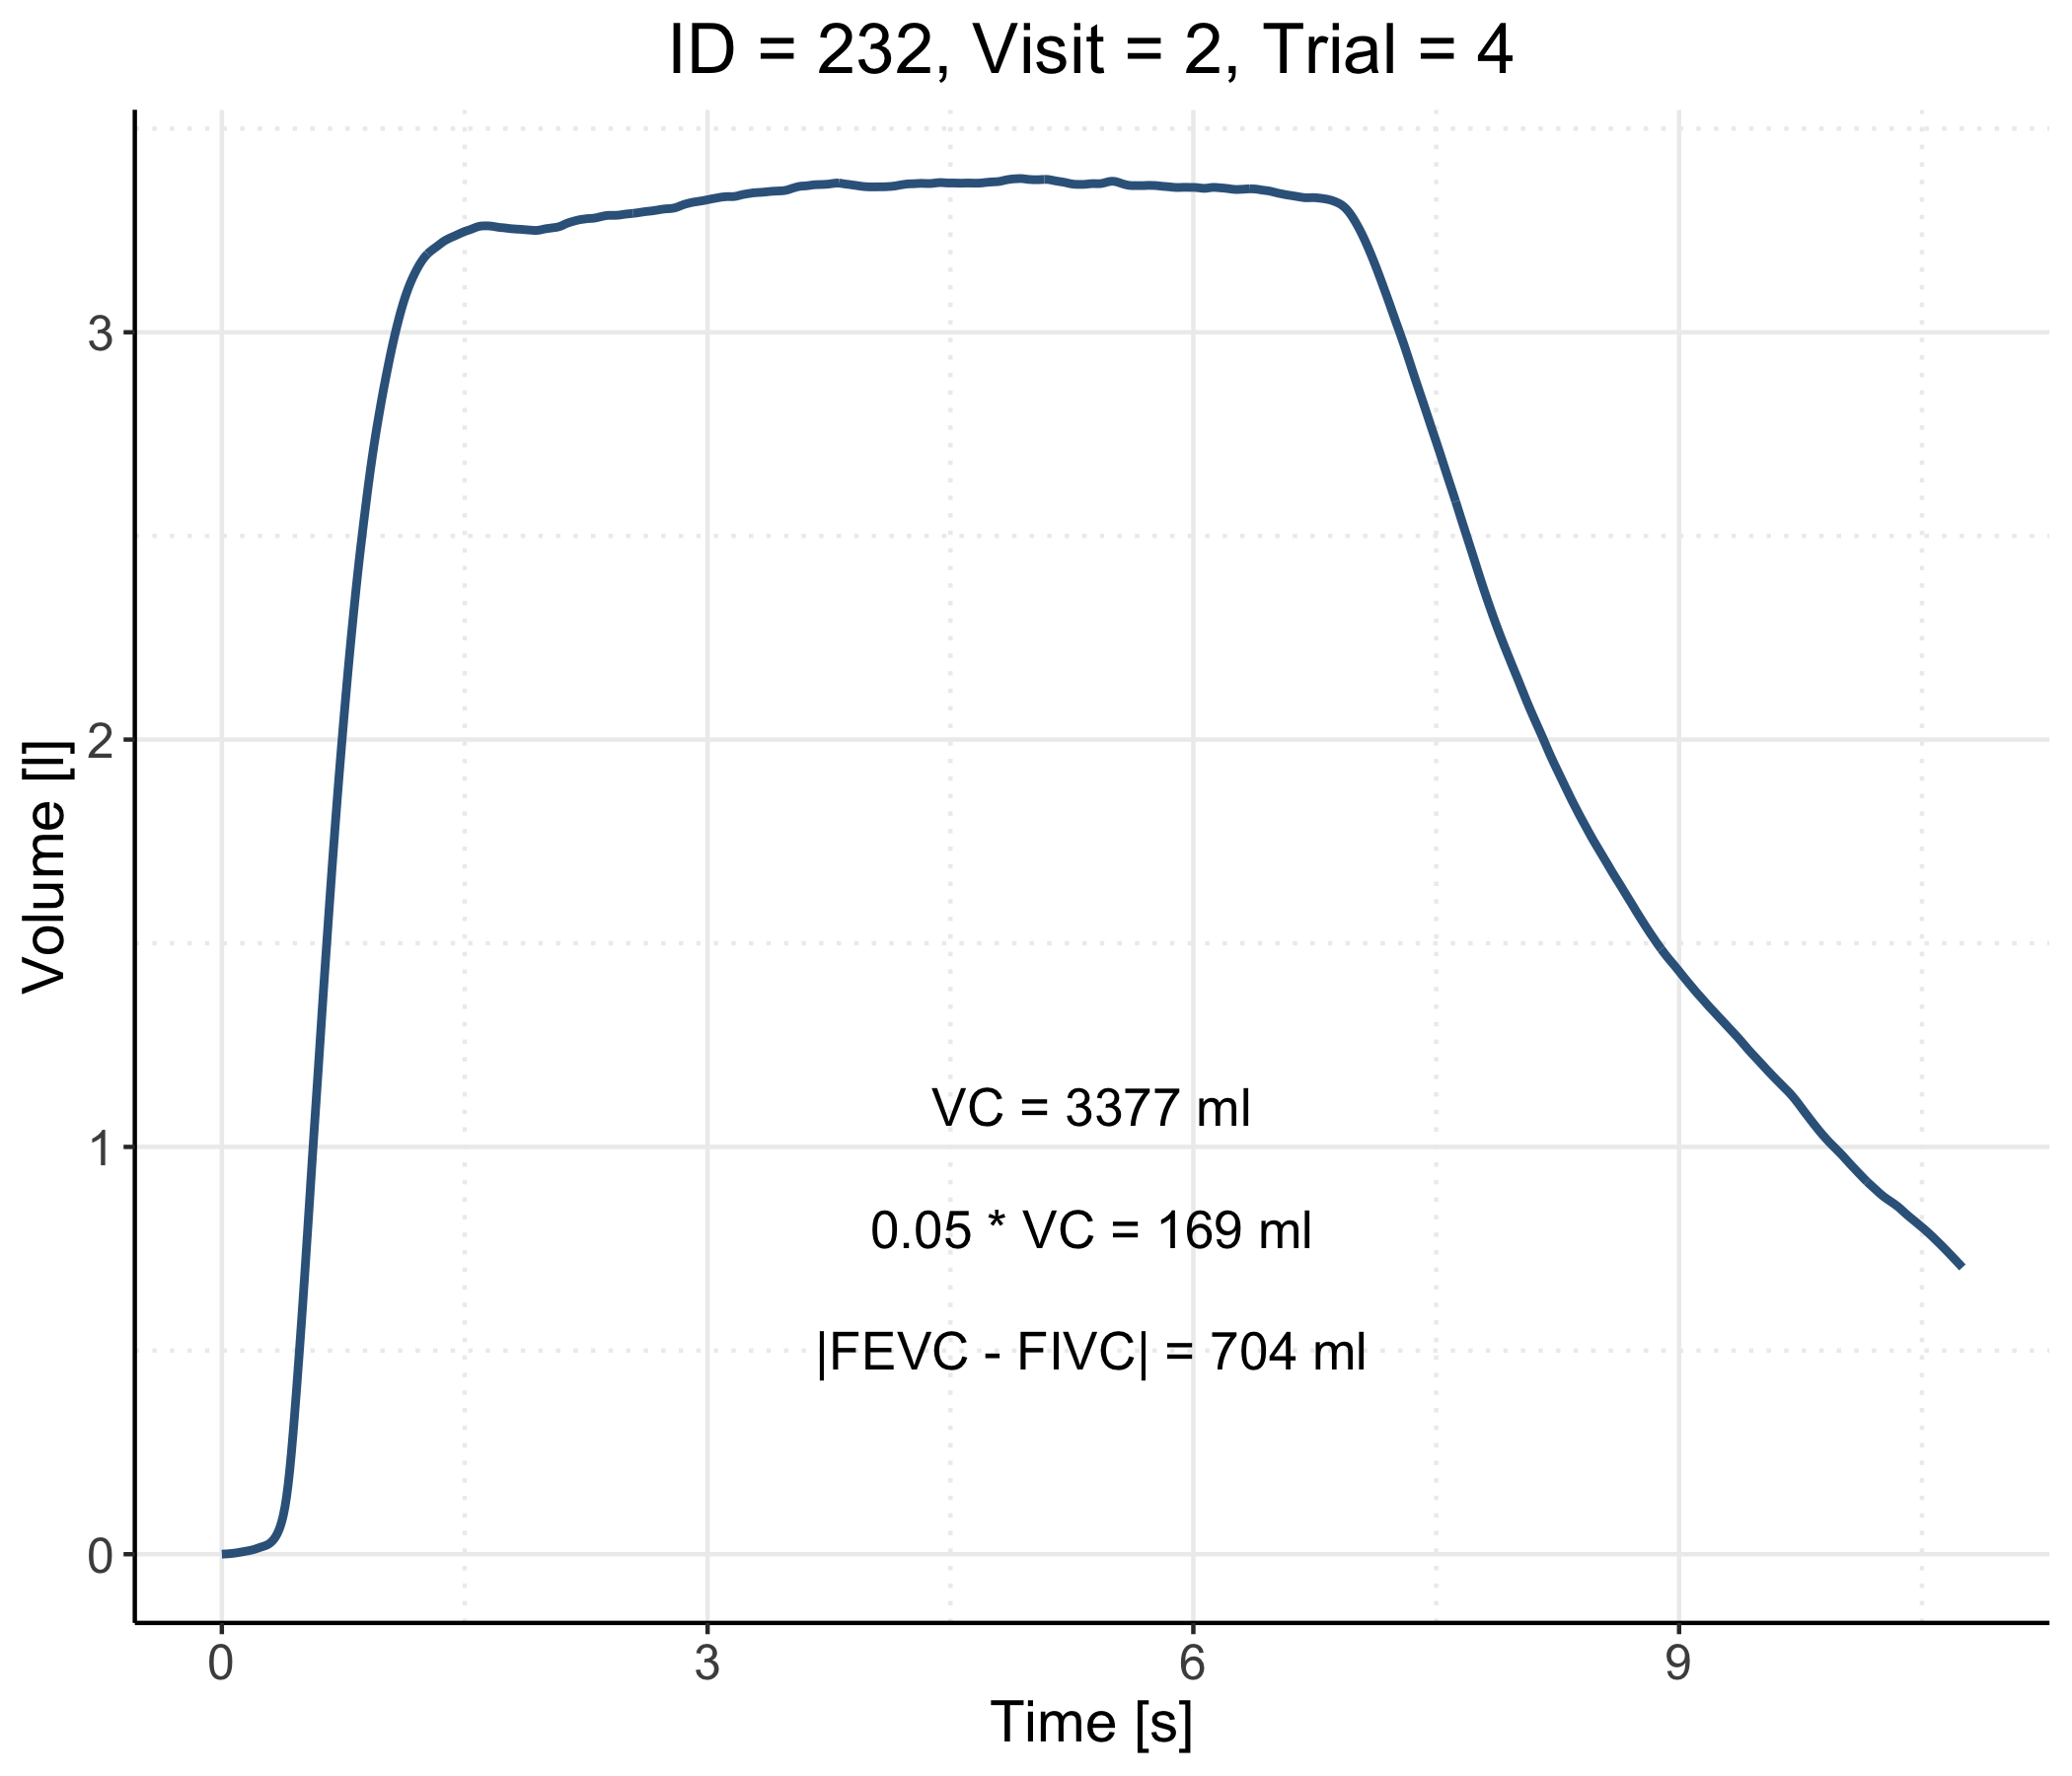 ID = 232, Visit = 2, Trial = 4
Volume [l]
3
2
1
0
VC = 3377 ml
0.05 * VC = 169 ml
|FEVC - FIVC| = 704 ml
0 3 6 9
Time [s]